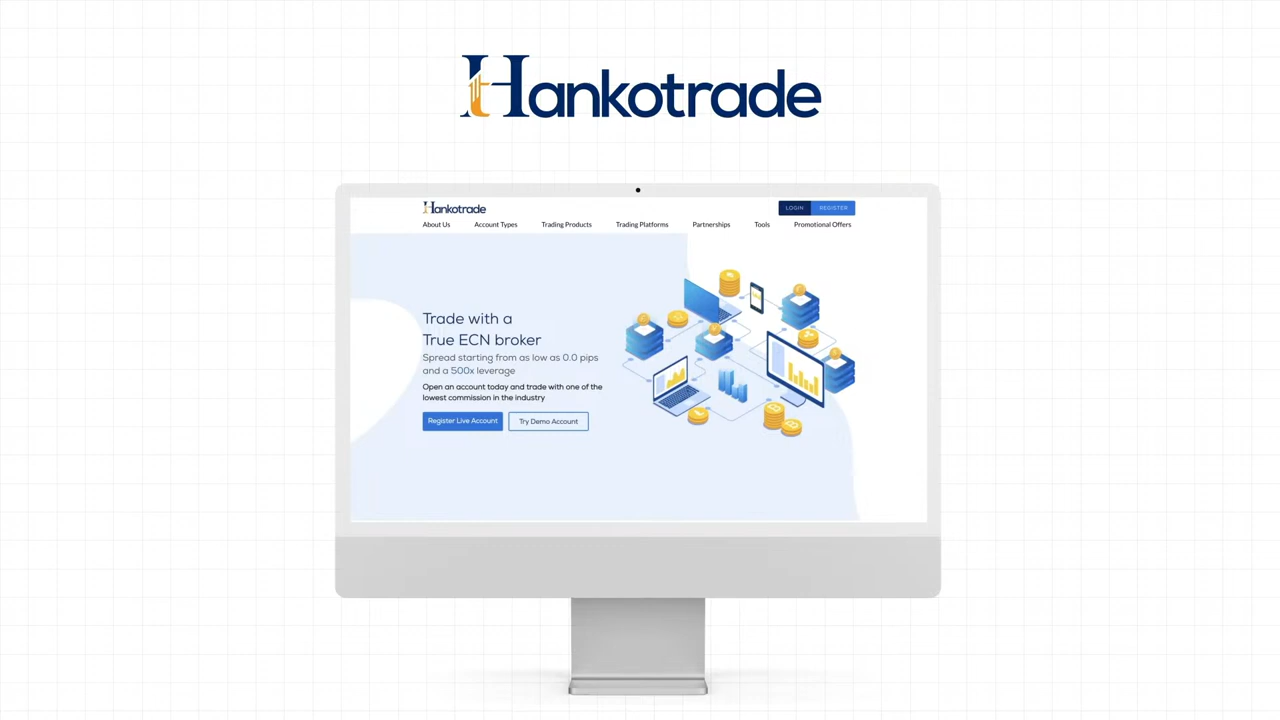 Hankotrade
Hankotrade
LOGIN
REGISTER
About Us
Account Types
Trading Products
Trading Platforms
Partnerships
Tools
Promotional Offers
Trade with a
True ECN broker
Spread starting from as low as 0.0 pips
and a 500x leverage
Open an account today and trade with one of the
lowest commission in the industry
Register Live Account
Try Demo Account